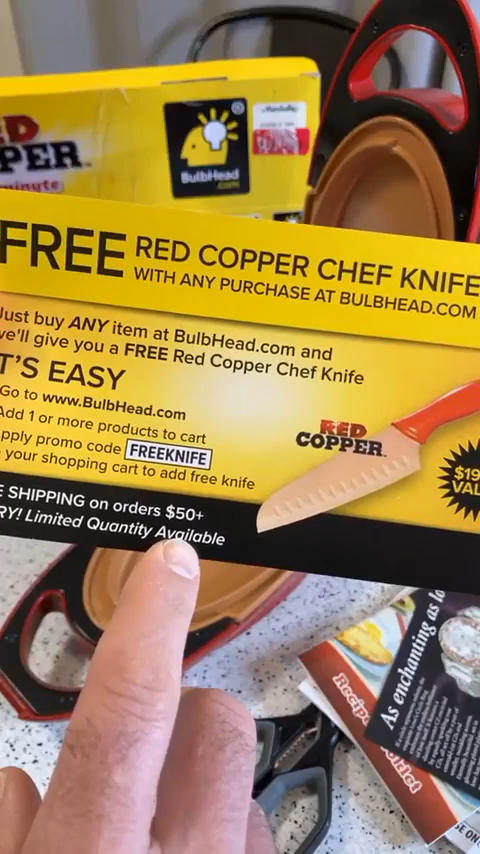 RED
COPPER
minute
BulbHead
.com
FREE RED COPPER CHEF KNIFE
WITH ANY PURCHASE AT BULBHEAD.COM
Just buy ANY item at BulbHead.com and
we'll give you a FREE Red Copper Chef Knife
T'S EASY
Go to www.BulbHead.com
Add 1 or more products to cart
pply promo code FREEKNIFE
your shopping cart to add free knife
E SHIPPING on orders $50+
RY! Limited Quantity Available
RED
COPPER
$19
VAL
As enchanting as